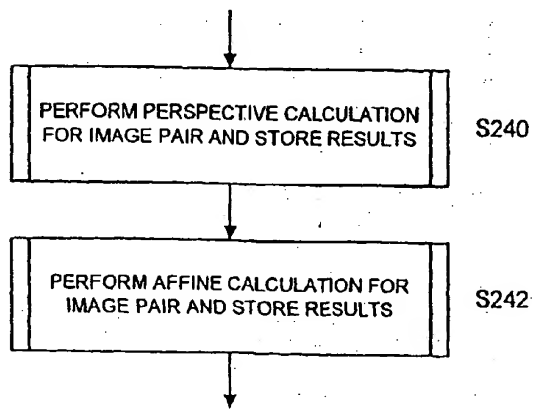 PERFORM PERSPECTIVE CALCULATION
FOR IMAGE PAIR AND STORE RESULTS
S240
PERFORM AFFINE CALCULATION FOR
IMAGE PAIR AND STORE RESULTS
S242